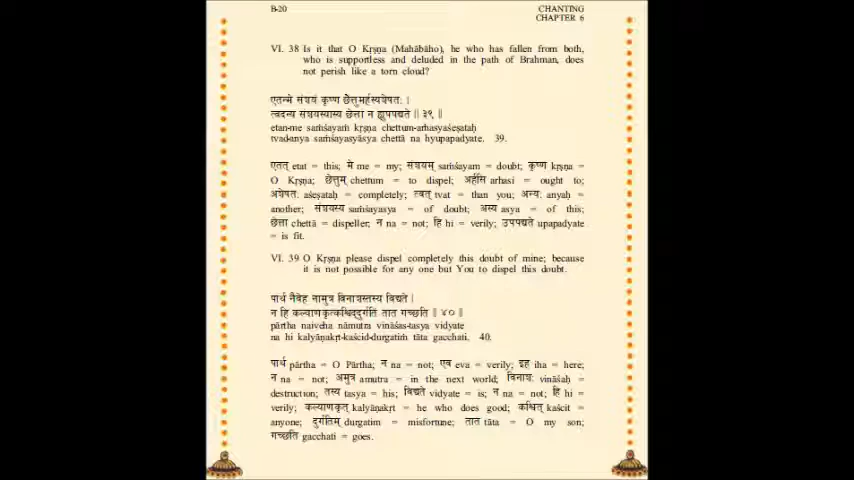 B-20
CHANTING
CHAPTER 6
VI. 38 Is it that O Kṛṣṇa (Mahābāho), he who has fallen from both,
who is supportless and deluded in the path of Brahman, does
not perish like a torn cloud?
एतन्मे संशयं कृष्ण छेत्तुमर्हस्यशेषतः ।
त्वदन्यः संशयस्यास्य छेत्ता न ह्युपपद्यते ॥ ३९ ॥
etan-me saṁśayaṁ kṛṣṇa chettum-arhasyaśeṣataḥ
tvadanya saṁśayasyāsya chettā na hyupapadyate. 39.
एतत् etat = this; मे me = my; संशयम् saṁśayam = doubt; कृष्ण kṛṣṇa =
O Kṛṣṇa; छेत्तुम् chettum = to dispel; अर्हसि arhasi = ought to;
अशेषतः aśeṣataḥ = completely; त्वत् tvat = than you; अन्यः anyaḥ =
another; संशयस्य saṁśayasya = of doubt; अस्य asya = of this;
छेत्ता chettā = dispeller; न na = not; हि hi = verily; उपपद्यते upapadyate
= is fit.
VI. 39 O Kṛṣṇa please dispel completely this doubt of mine; because
it is not possible for any one but You to dispel this doubt.
पार्थ नैवेह नामुत्र विनाशस्तस्य विद्यते ।
न हि कल्याणकृत्कश्चिद्दुर्गतिं तात गच्छति ॥ ४० ॥
pārtha naiveha nāmutra vināśas-tasya vidyate
na hi kalyāṇakṛt-kaścid-durgatiṁ tāta gacchati. 40.
पार्थ pārtha = O Pārtha; न na = not; एव eva = verily; इह iha = here;
न na = not; अमुत्र amutra = in the next world; विनाशः vināśaḥ =
destruction; तस्य tasya = his; विद्यते vidyate = is; न na = not; हि hi =
verily; कल्याणकृत् kalyāṇakṛt = he who does good; कश्चित् kaścit =
anyone; दुर्गतिम् durgatim = misfortune; तात tāta = O my son;
गच्छति gacchati = goes.